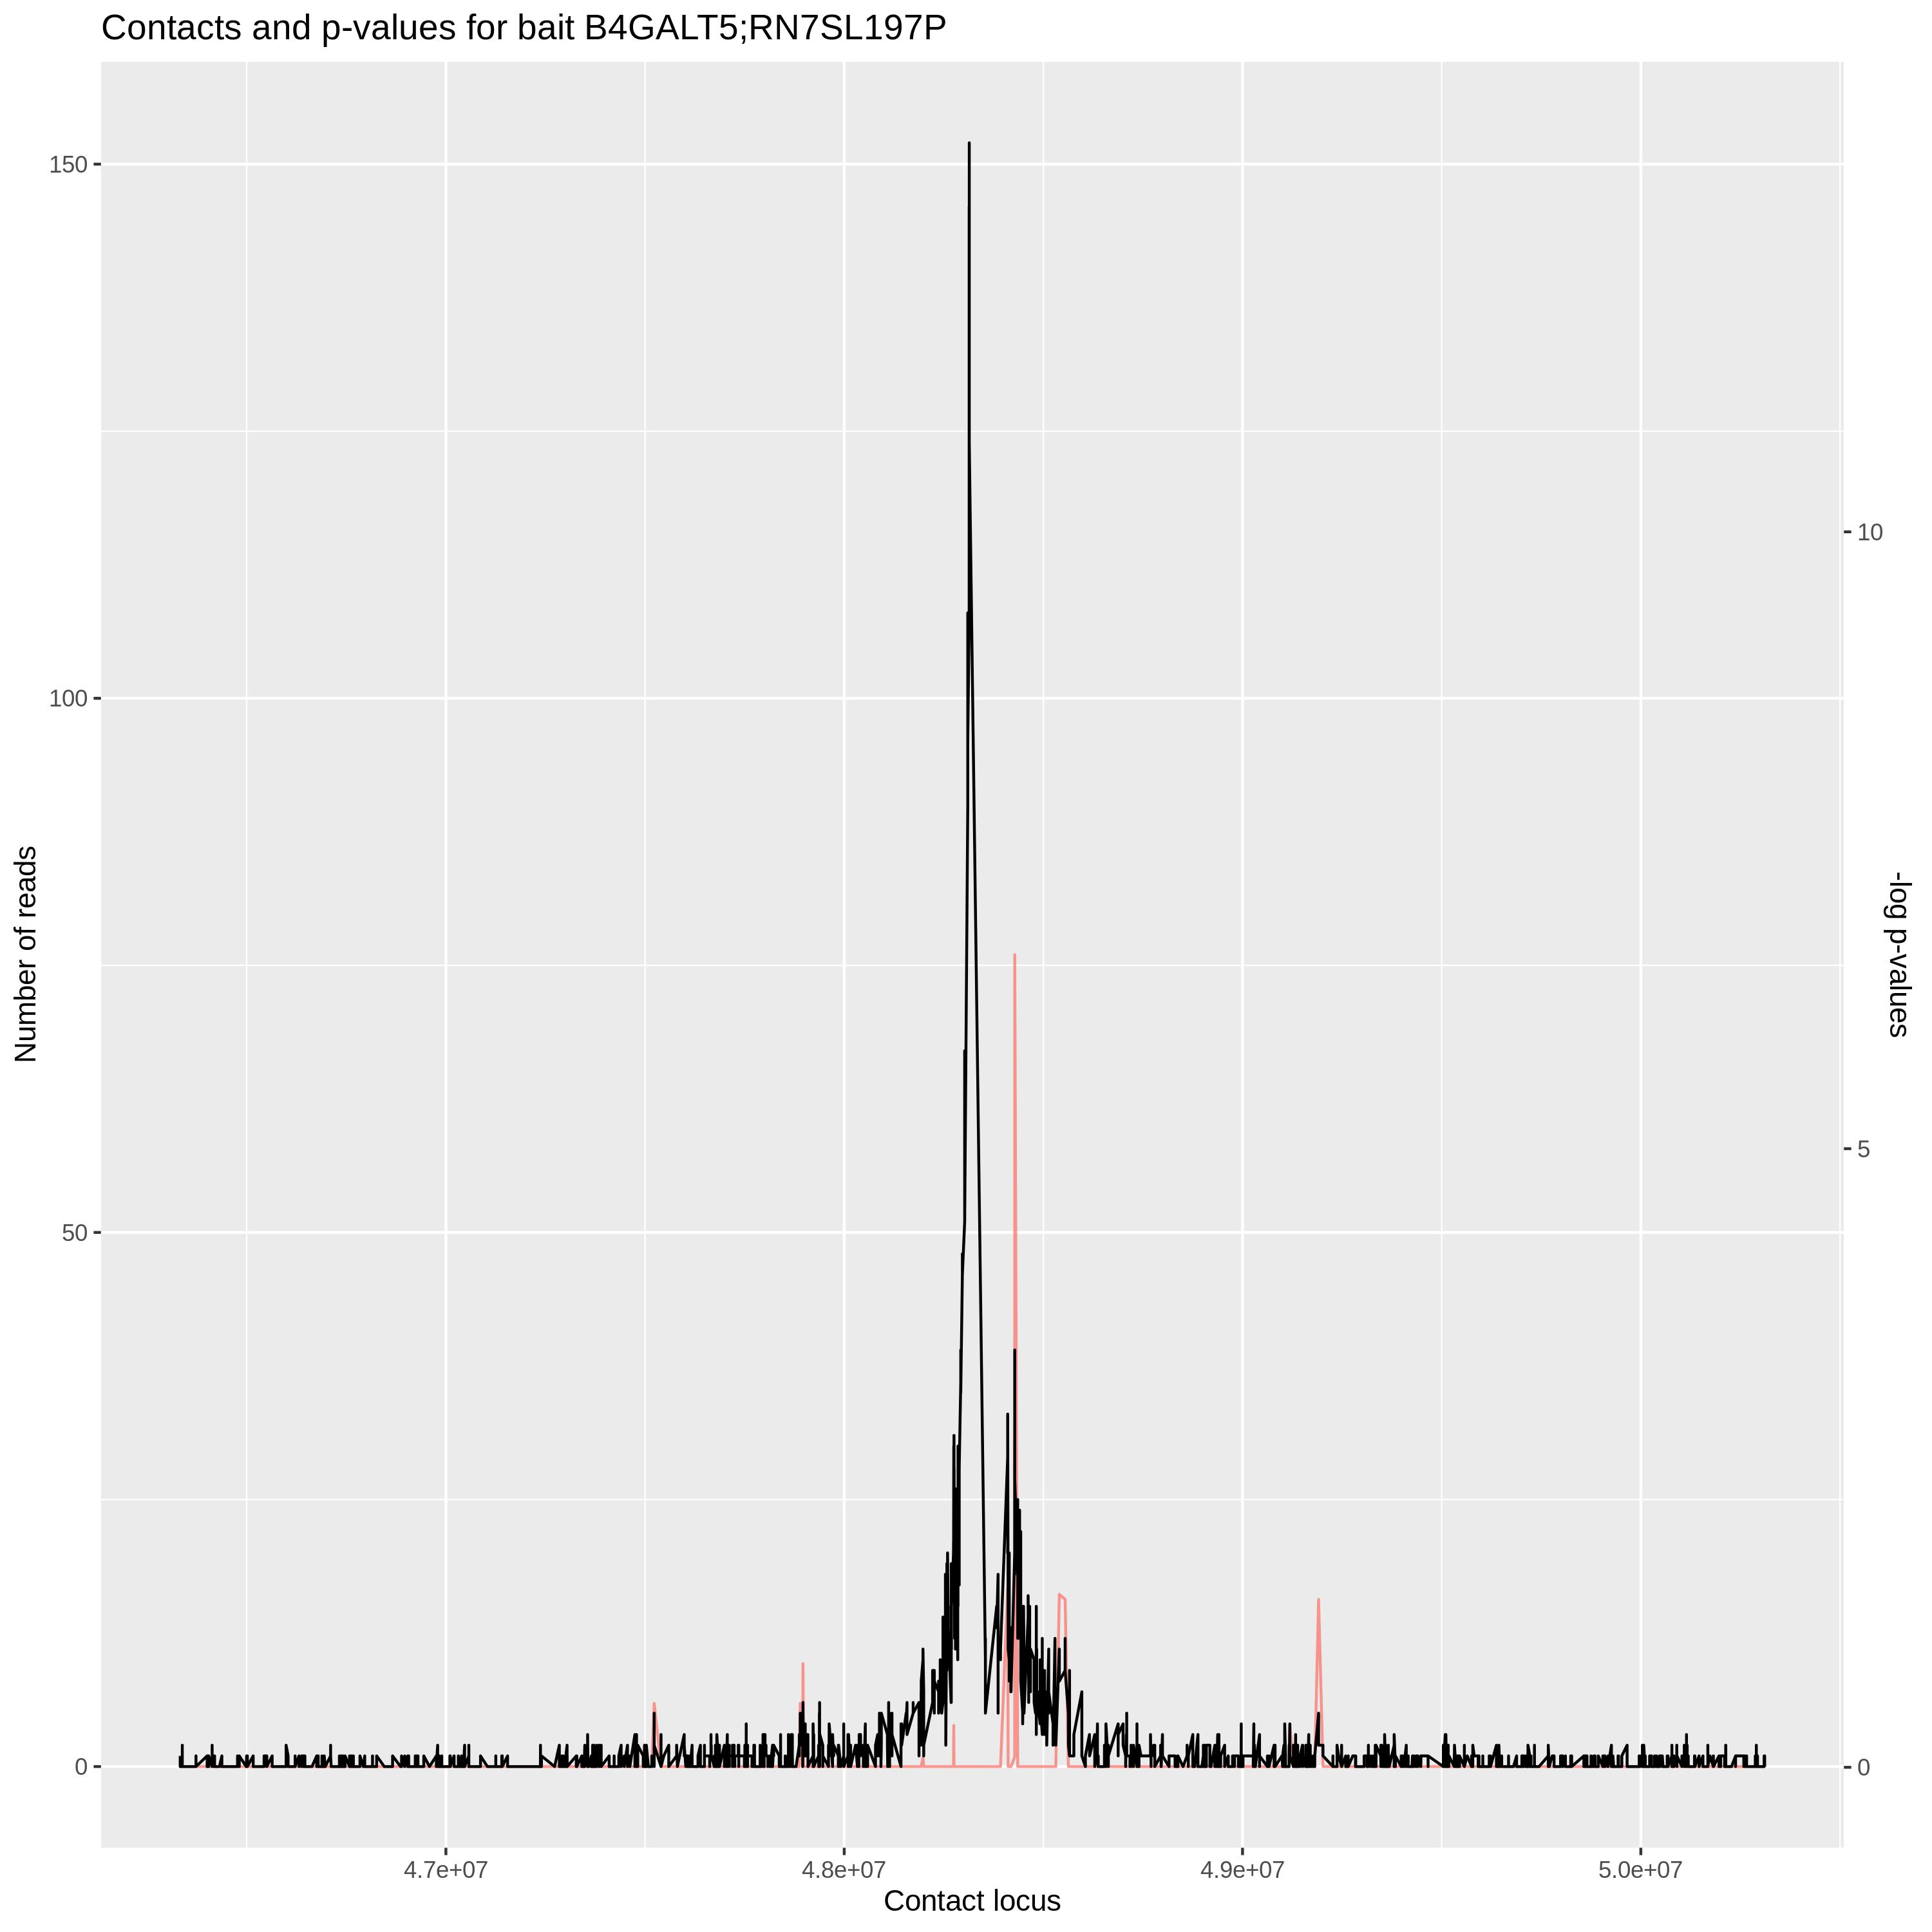 Contacts and p-values for bait B4GALT5;RN7SL197P
150
100
50
0
Number of reads
10
5
0
-log p-values
4.7e+07
4.8e+07
4.9e+07
5.0e+07
Contact locus